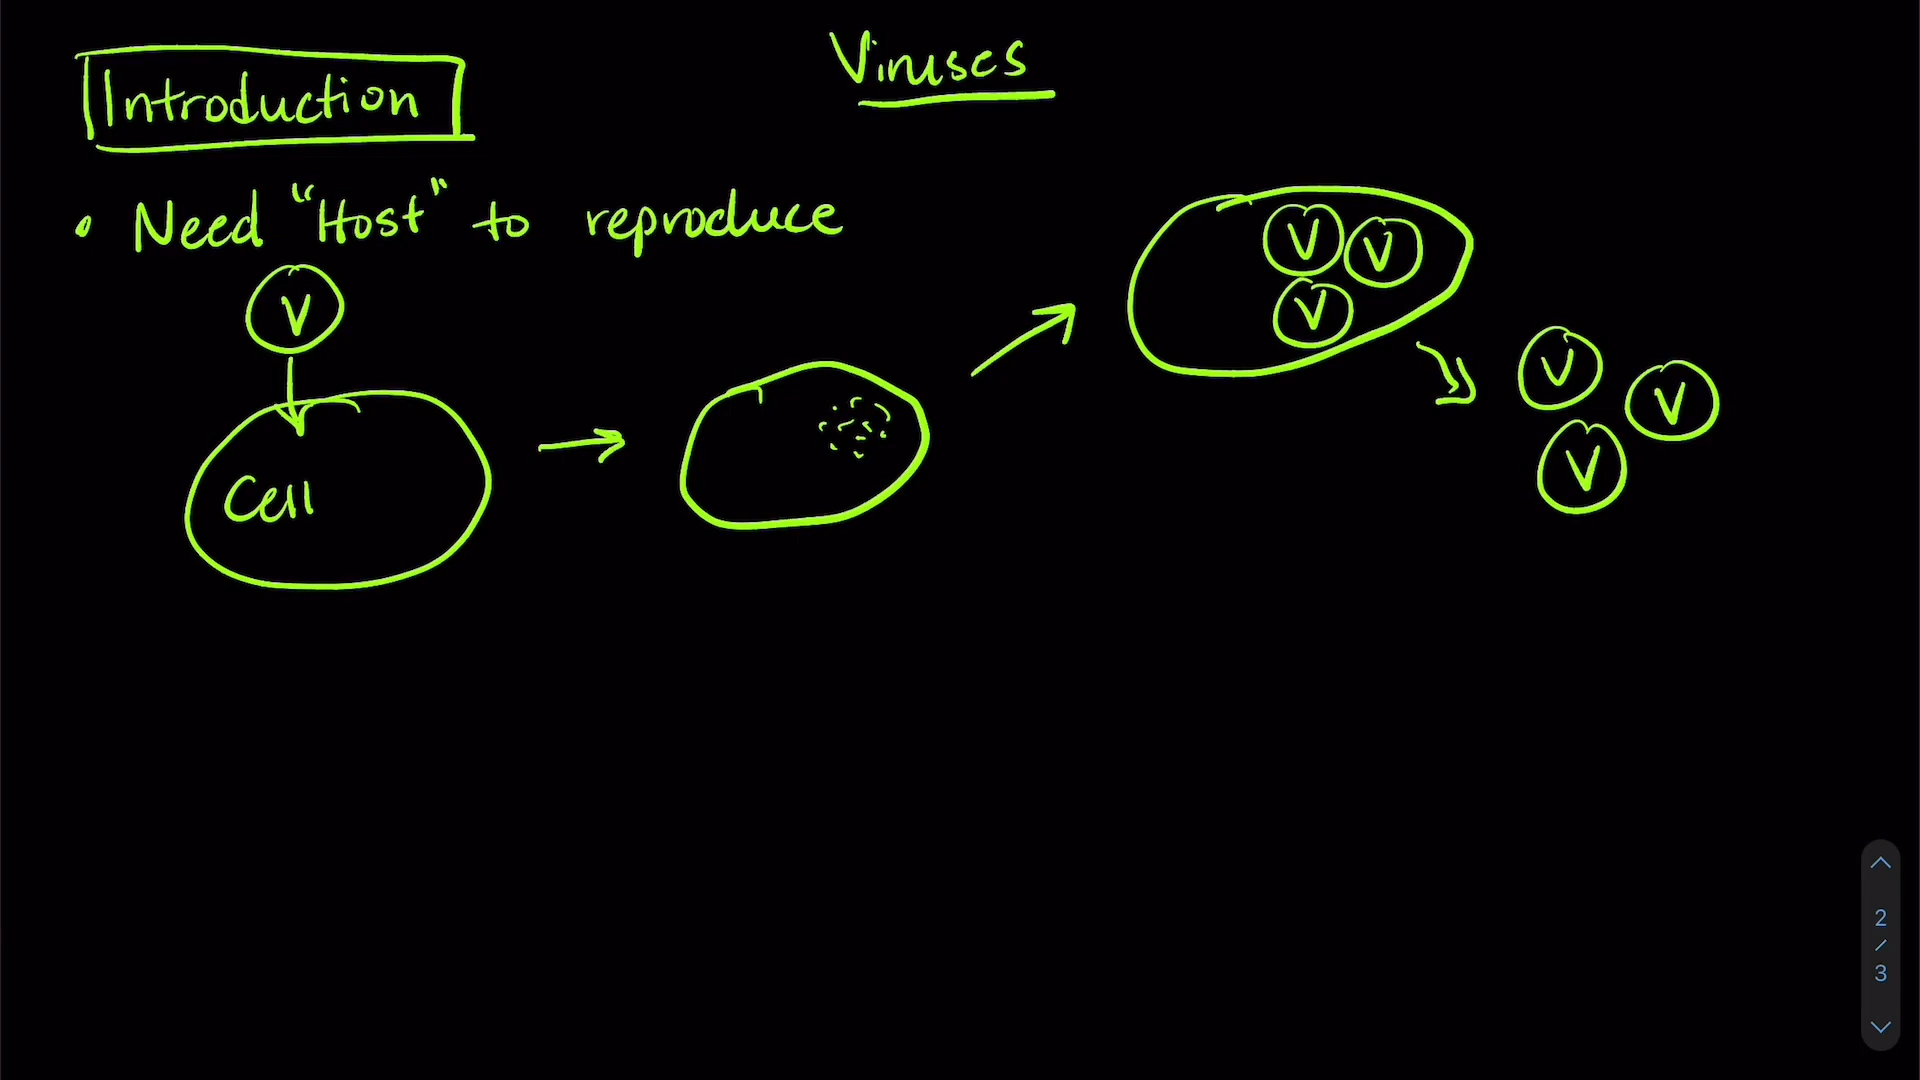 Viruses
Introduction
• Need "Host" to reproduce
V
Cell
V V
V
V
V
V
2
/
3